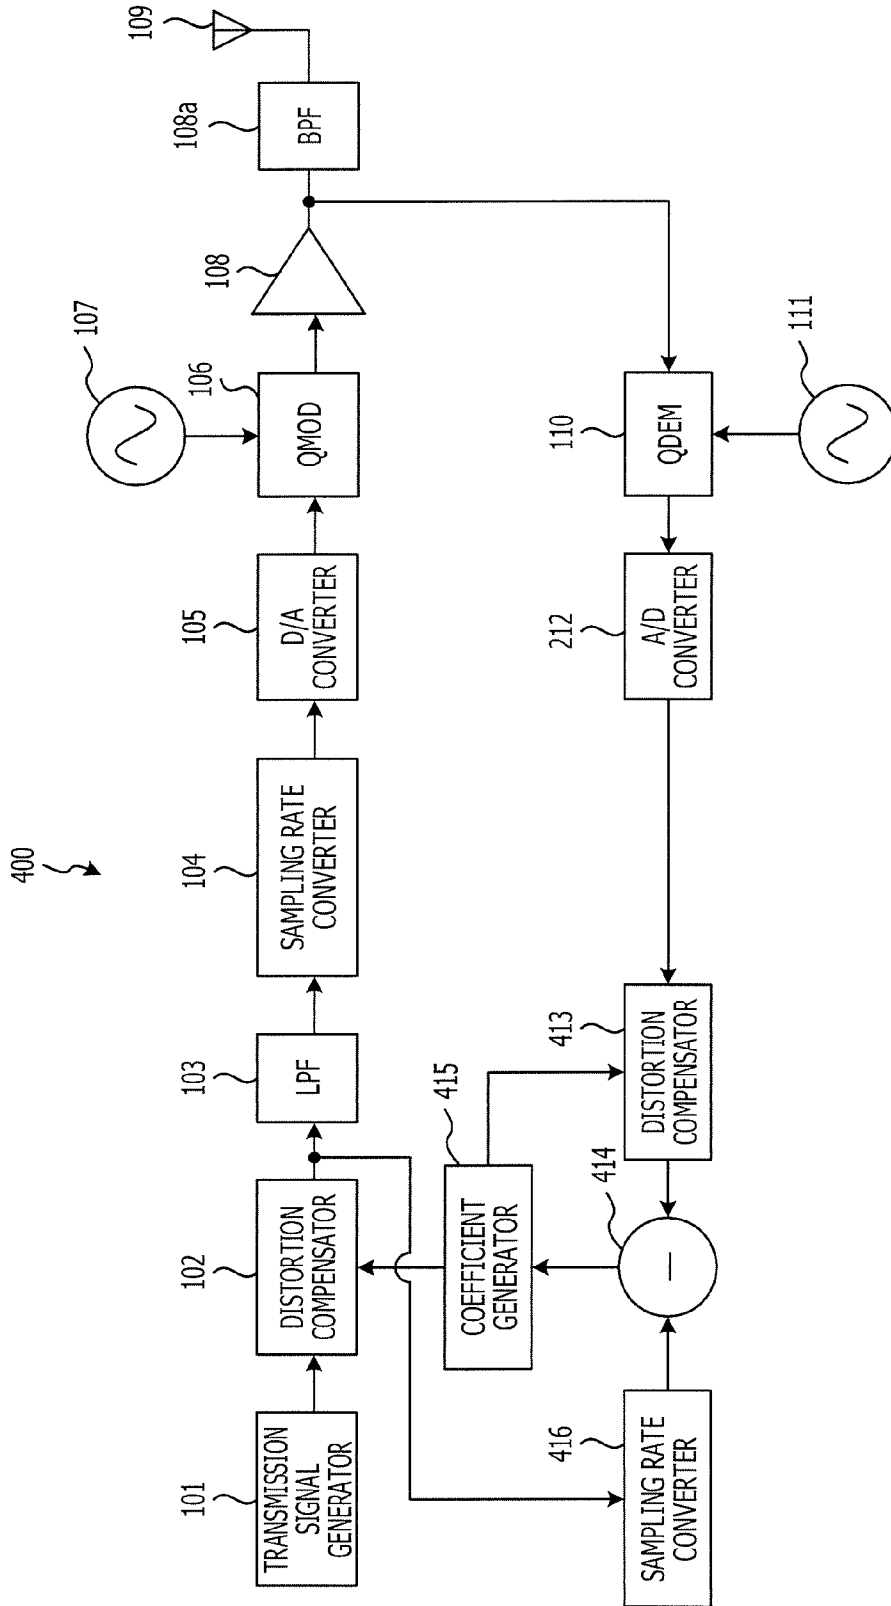 400
101
TRANSMISSION
SIGNAL
GENERATOR
102
DISTORTION
COMPENSATOR
103
LPF
104
SAMPLING RATE
CONVERTER
105
D/A
CONVERTER
106
QMOD
107
108
108a
BPF
109
110
QDEM
111
212
A/D
CONVERTER
413
DISTORTION
COMPENSATOR
414
−
415
COEFFICIENT
GENERATOR
416
SAMPLING RATE
CONVERTER